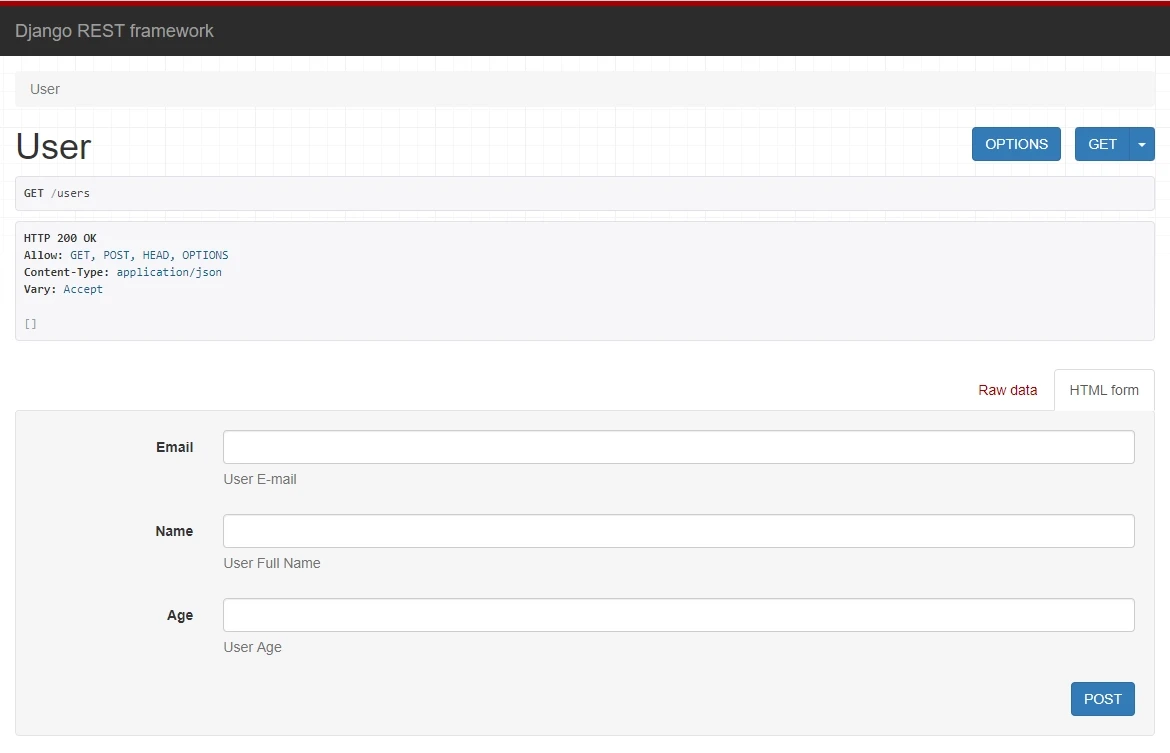 Django REST framework
User
User
OPTIONS
GET
GET /users
HTTP 200 OK
Allow: GET, POST, HEAD, OPTIONS
Content-Type: application/json
Vary: Accept
[]
Raw data
HTML form
Email
User E-mail
Name
User Full Name
Age
User Age
POST